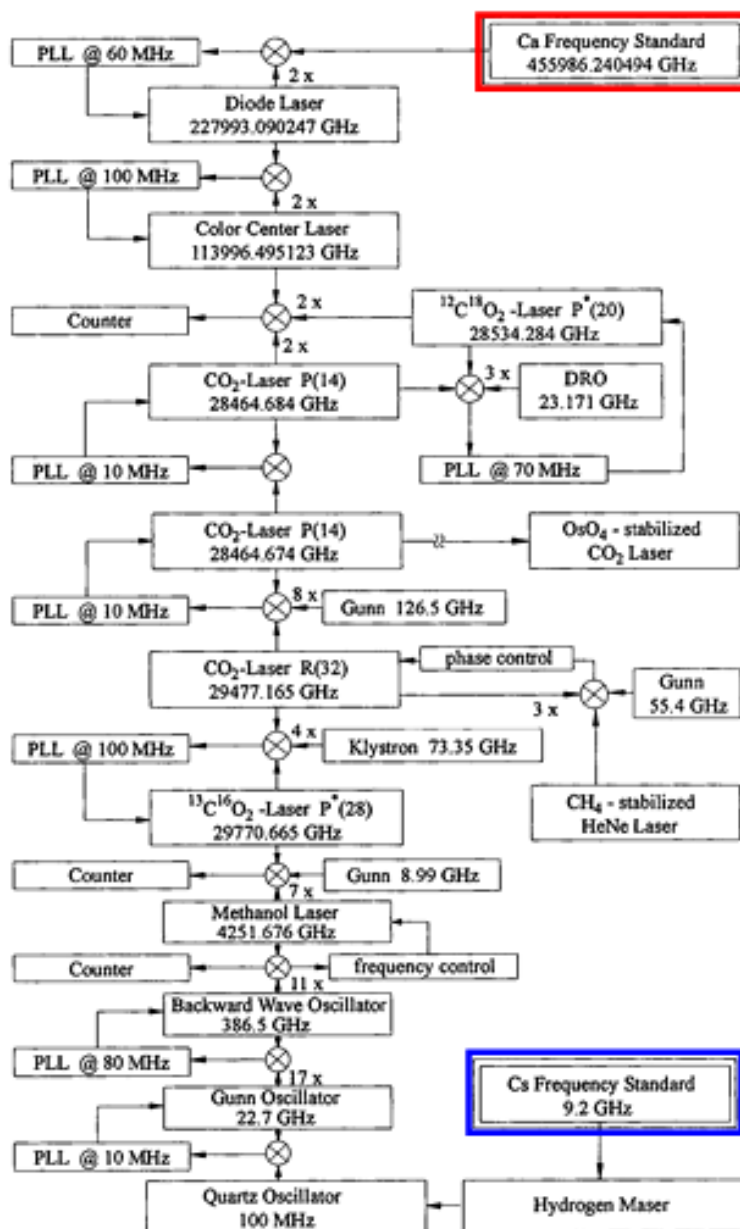 PLL @ 60 MHz
Ca Frequency Standard
455986.240494 GHz
2 x
Diode Laser
227993.090247 GHz
PLL @ 100 MHz
2 x
Color Center Laser
113996.495123 GHz
Counter
2 x
2 x
¹²C¹⁸O₂ -Laser P*(20)
28534.284 GHz
CO₂-Laser P(14)
28464.684 GHz
3 x
DRO
23.171 GHz
PLL @ 10 MHz
PLL @ 70 MHz
CO₂-Laser P(14)
28464.674 GHz
OsO₄ - stabilized
CO₂ Laser
PLL @ 10 MHz
8 x
Gunn 126.5 GHz
CO₂-Laser R(32)
29477.165 GHz
phase control
3 x
Gunn
55.4 GHz
PLL @ 100 MHz
4 x
Klystron 73.35 GHz
¹³C¹⁶O₂ -Laser P*(28)
29770.665 GHz
CH₄ - stabilized
HeNe Laser
Counter
7 x
Gunn 8.99 GHz
Methanol Laser
4251.676 GHz
Counter
frequency control
11 x
Backward Wave Oscillator
386.5 GHz
PLL @ 80 MHz
17 x
Gunn Oscillator
22.7 GHz
Cs Frequency Standard
9.2 GHz
PLL @ 10 MHz
Quartz Oscillator
100 MHz
Hydrogen Maser